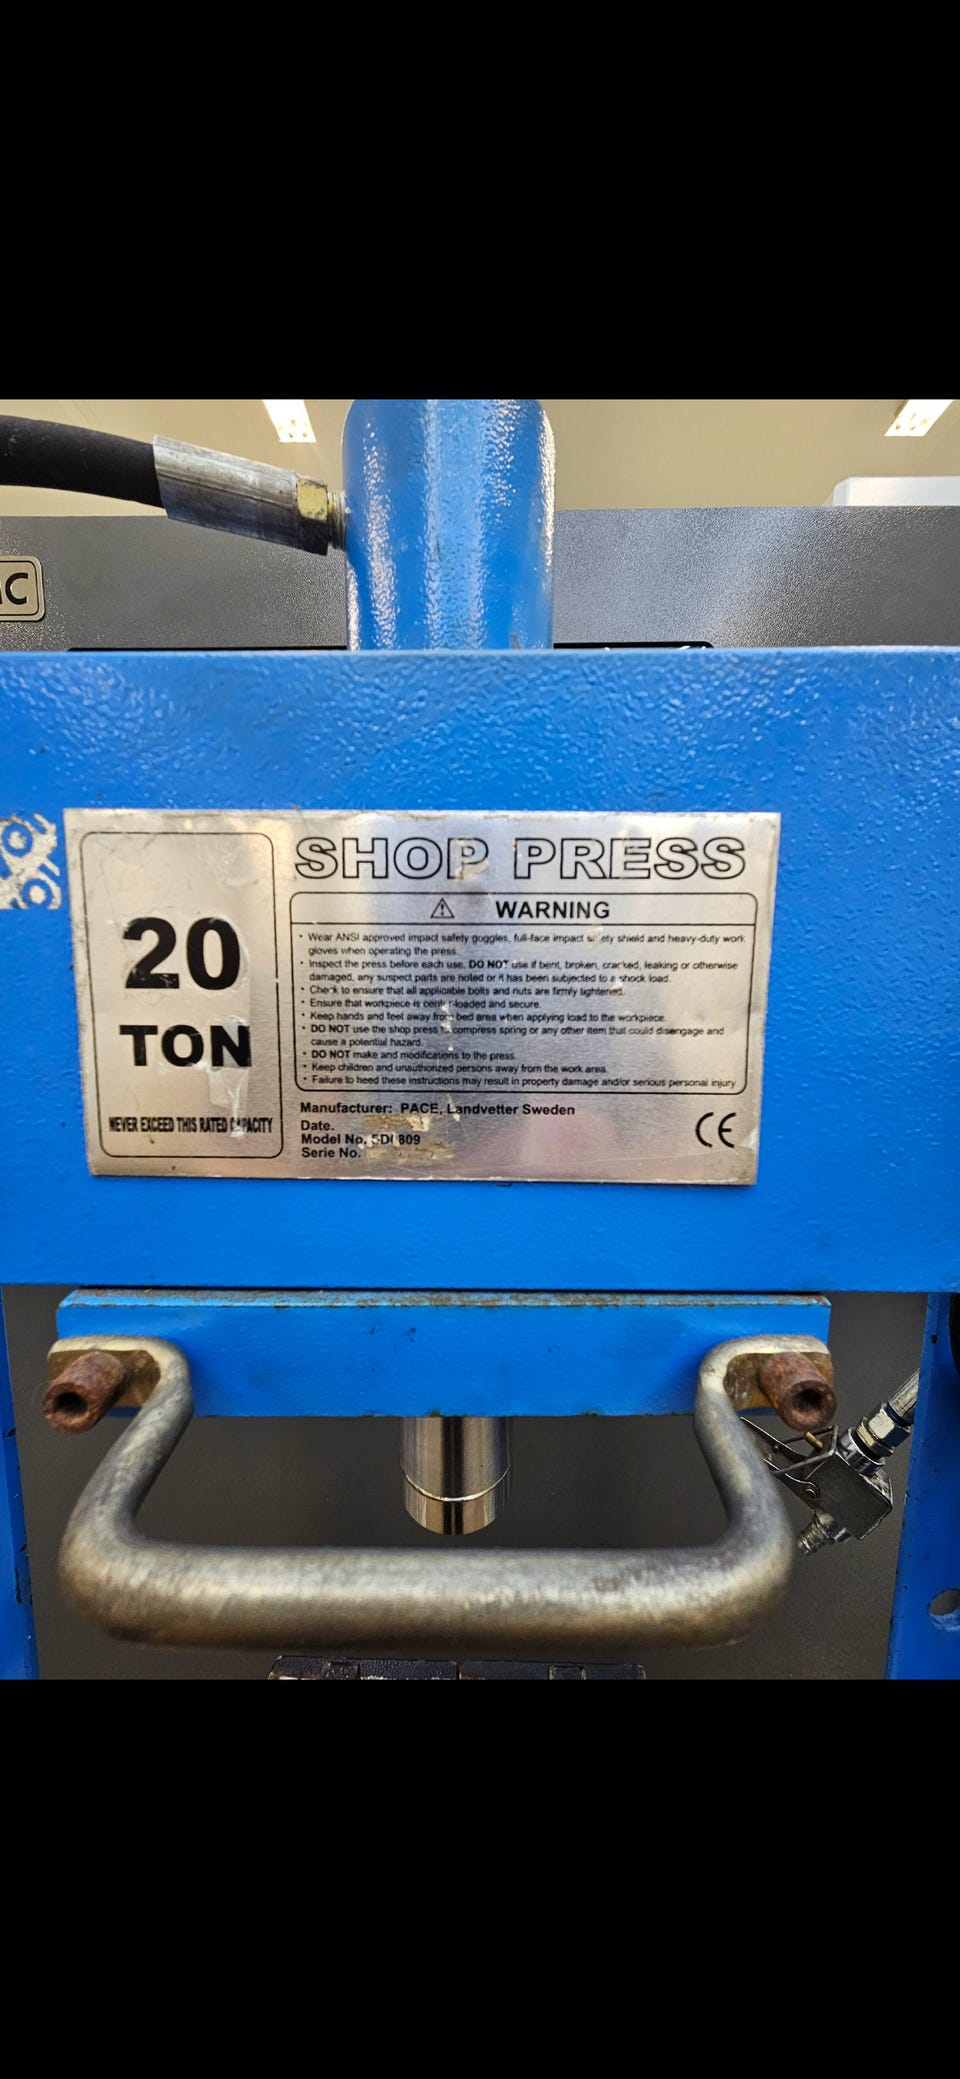 20
TON
NEVER EXCEED THIS RATED CAPACITY
SHOP PRESS
WARNING
• Wear ANSI approved impact safety goggles, full-face impact safety shield and heavy-duty work
gloves when operating the press.
• Inspect the press before each use. DO NOT use if bent, broken, cracked, leaking or otherwise
damaged, any suspect parts are noted or it has been subjected to a shock load.
• Check to ensure that all applicable bolts and nuts are firmly tightened.
• Ensure that workpiece is center-loaded and secure.
• Keep hands and feet away from bed area when applying load to the workpiece.
• DO NOT use the shop press to compress spring or any other item that could disengage and
cause a potential hazard.
• DO NOT make and modifications to the press.
• Keep children and unauthorized persons away from the work area.
• Failure to heed these instructions may result in property damage and/or serious personal injury
Manufacturer: PACE, Landvetter Sweden
Date.
Model No.
Serie No.
CE